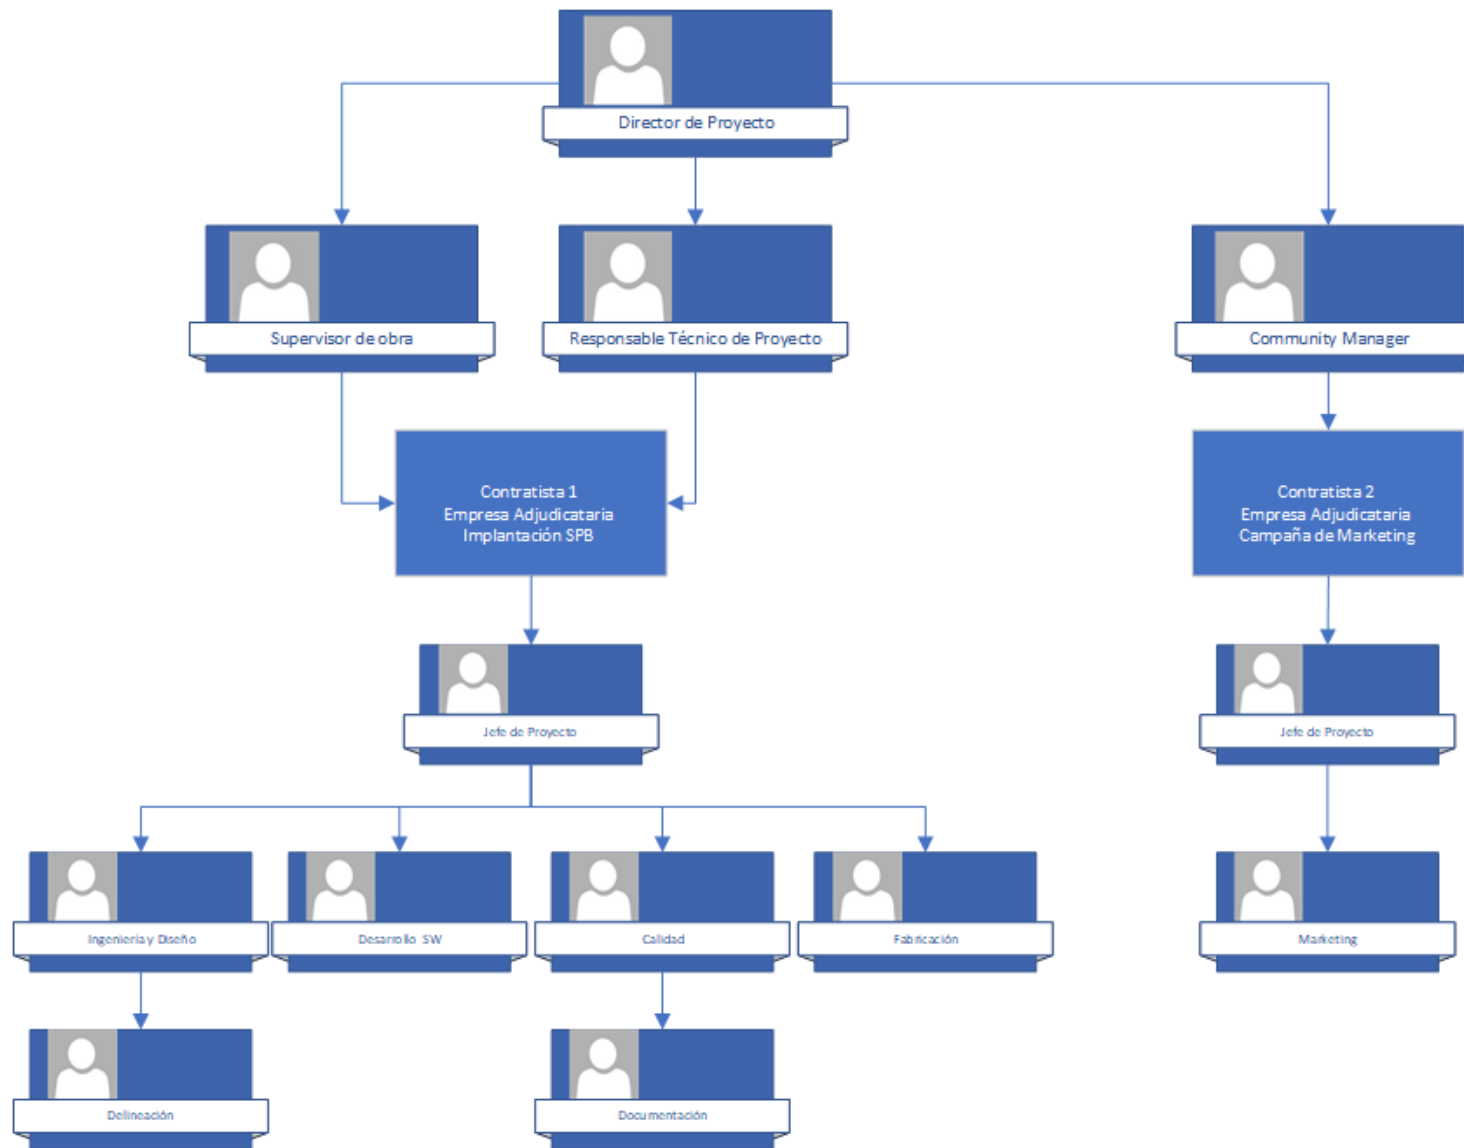 Director de Proyecto
Supervisor de obra
Responsable Técnico de Proyecto
Community Manager
Contratista 1
Empresa Adjudicataria
Implantación SPB
Contratista 2
Empresa Adjudicataria
Campaña de Marketing
Jefe de Proyecto
Jefe de Proyecto
Ingeniería y Diseño
Desarrollo SW
Calidad
Fabricación
Marketing
Delineación
Documentación